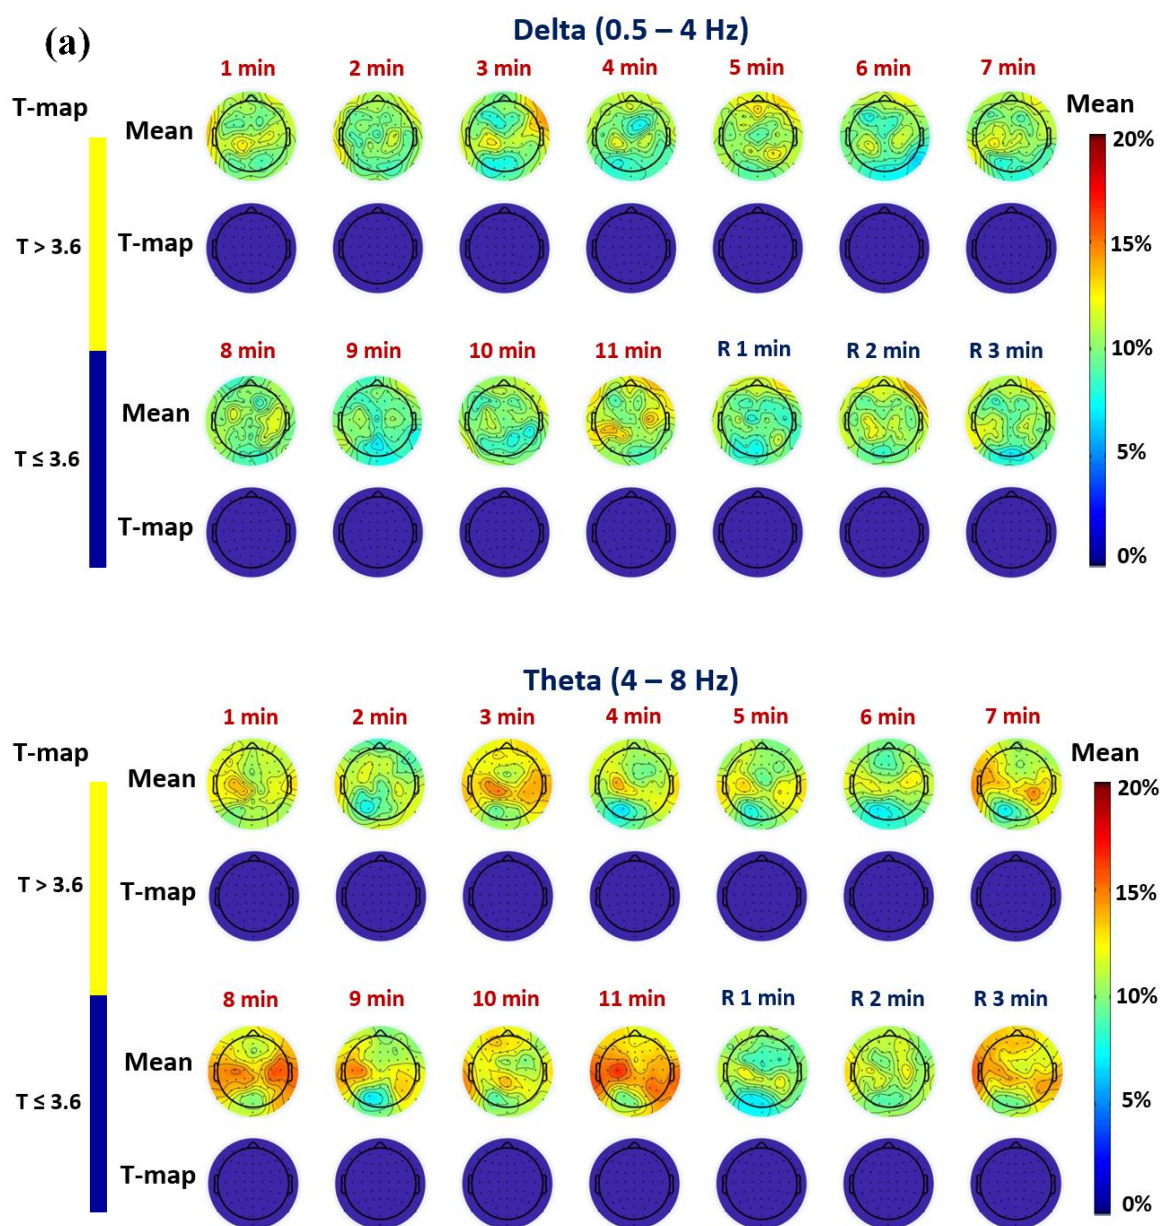 (a)
Delta (0.5 – 4 Hz)
1 min 2 min 3 min 4 min 5 min 6 min 7 min
T-map
Mean
Mean
20%
T > 3.6
T-map
15%
8 min 9 min 10 min 11 min R 1 min R 2 min R 3 min
10%
Mean
T ≤ 3.6
5%
T-map
0%
Theta (4 – 8 Hz)
1 min 2 min 3 min 4 min 5 min 6 min 7 min
T-map
Mean
Mean
20%
T > 3.6
T-map
15%
8 min 9 min 10 min 11 min R 1 min R 2 min R 3 min
10%
Mean
T ≤ 3.6
5%
T-map
0%